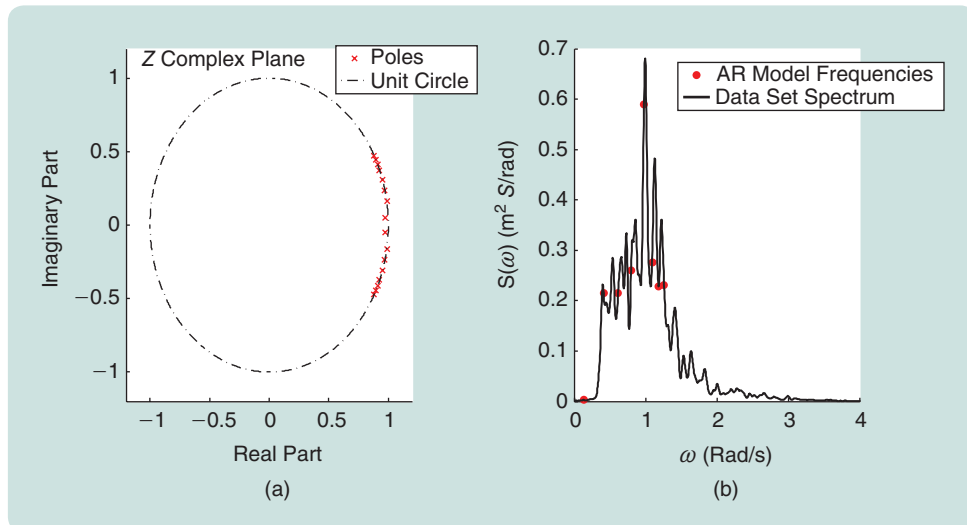 Z Complex Plane
× Poles
Unit Circle
1
0.5
0
−0.5
−1
Imaginary Part
−1
−0.5
0
0.5
1
Real Part
(a)
0.7
0.6
0.5
0.4
0.3
0.2
0.1
0
S(ω) (m² S/rad)
AR Model Frequencies
Data Set Spectrum
0
1
2
3
4
ω (Rad/s)
(b)